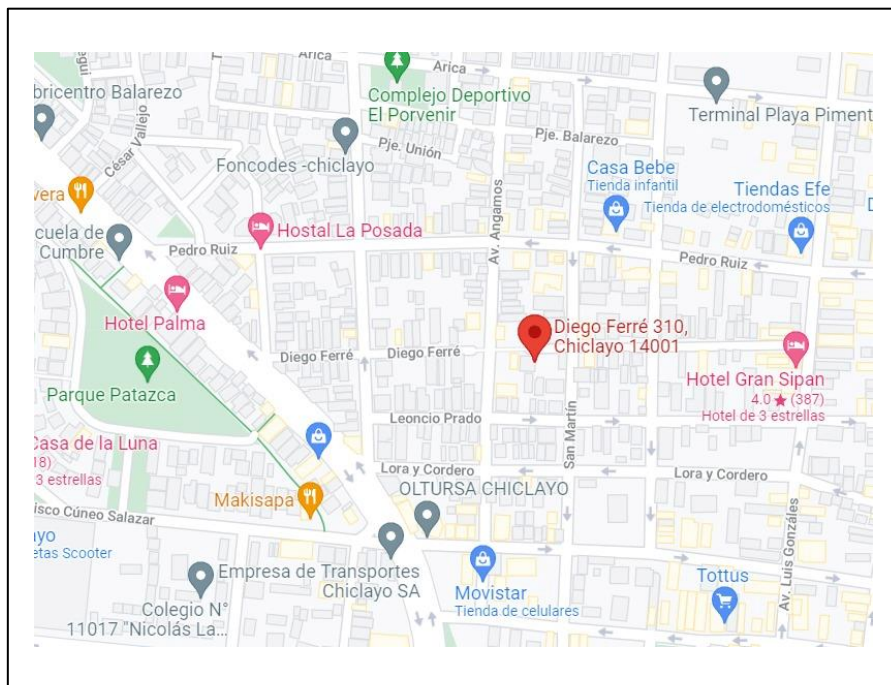 Arica
Arica
Complejo Deportivo
El Porvenir
bricentro Balarezo
César Vallejo
Terminal Playa Piment
Pje. Balarezo
Pje. Unión
Foncodes -chiclayo
Casa Bebe
Tienda infantil
Tiendas Efe
Tienda de electrodomésticos
vera
Av. Angamos
Hostal La Posada
cuela de
Cumbre
Pedro Ruiz
Pedro Ruiz
Hotel Palma
Diego Ferré 310,
Chiclayo 14001
Diego Ferré
Diego Ferré
Parque Patazca
Hotel Gran Sipan
4.0 ★ (387)
Hotel de 3 estrellas
Leoncio Prado
San Martín
Casa de la Luna
18)
3 estrellas
Lora y Cordero
Lora y Cordero
OLTURSA CHICLAYO
Makisapa
isco Cúneo Salazar
ayo
etas Scooter
Empresa de Transportes
Chiclayo SA
Movistar
Tienda de celulares
Tottus
Av. Luis Gonzáles
Colegio N°
11017 "Nicolás La...